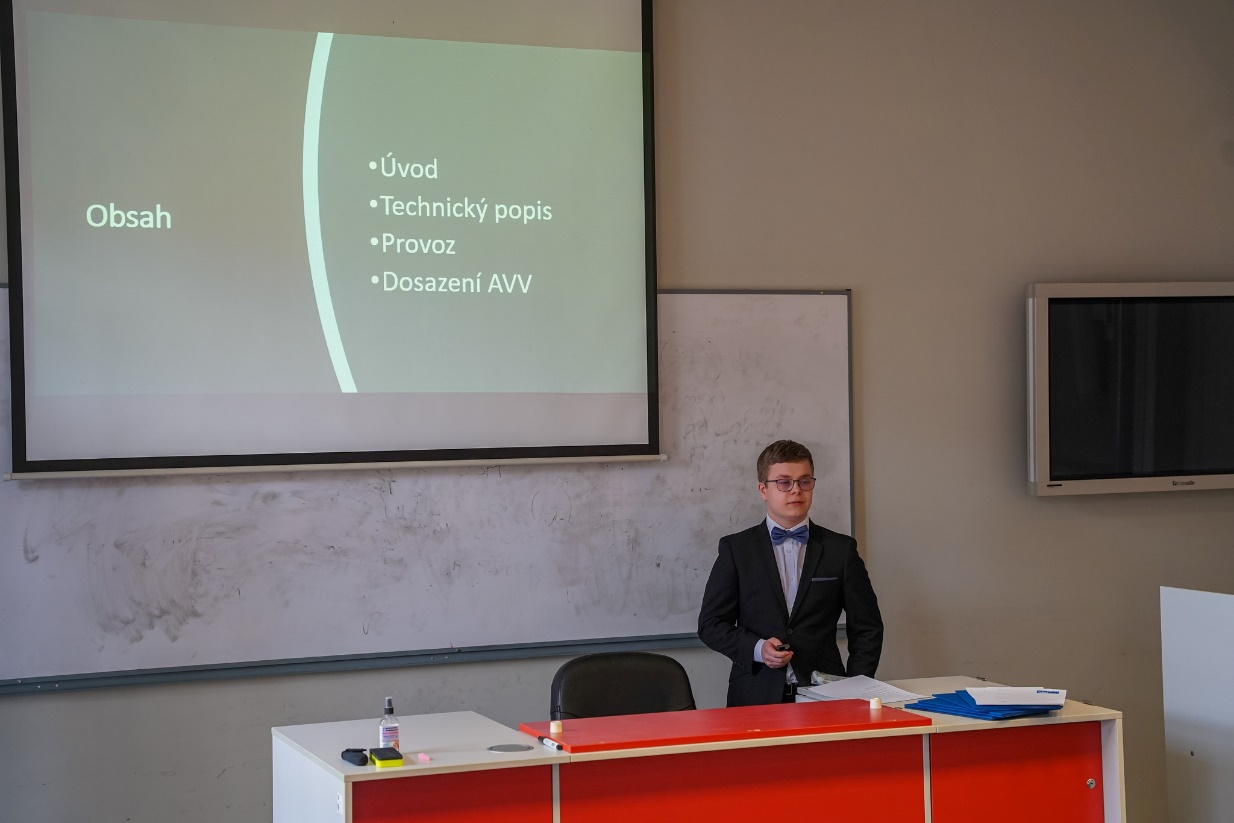 Obsah
•Úvod
•Technický popis
•Provoz
•Dosazení AVV